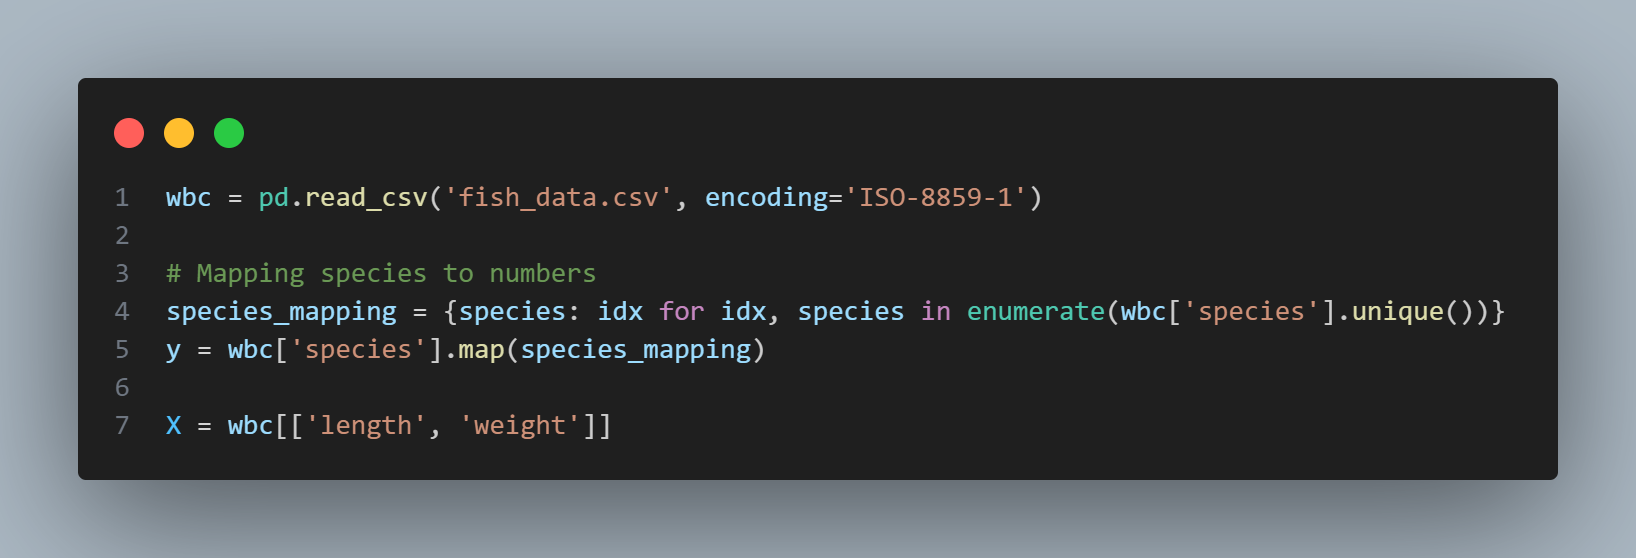 1 wbc = pd.read_csv('fish_data.csv', encoding='ISO-8859-1')
2
3 # Mapping species to numbers
4 species_mapping = {species: idx for idx, species in enumerate(wbc['species'].unique())}
5 y = wbc['species'].map(species_mapping)
6
7 X = wbc[['length', 'weight']]